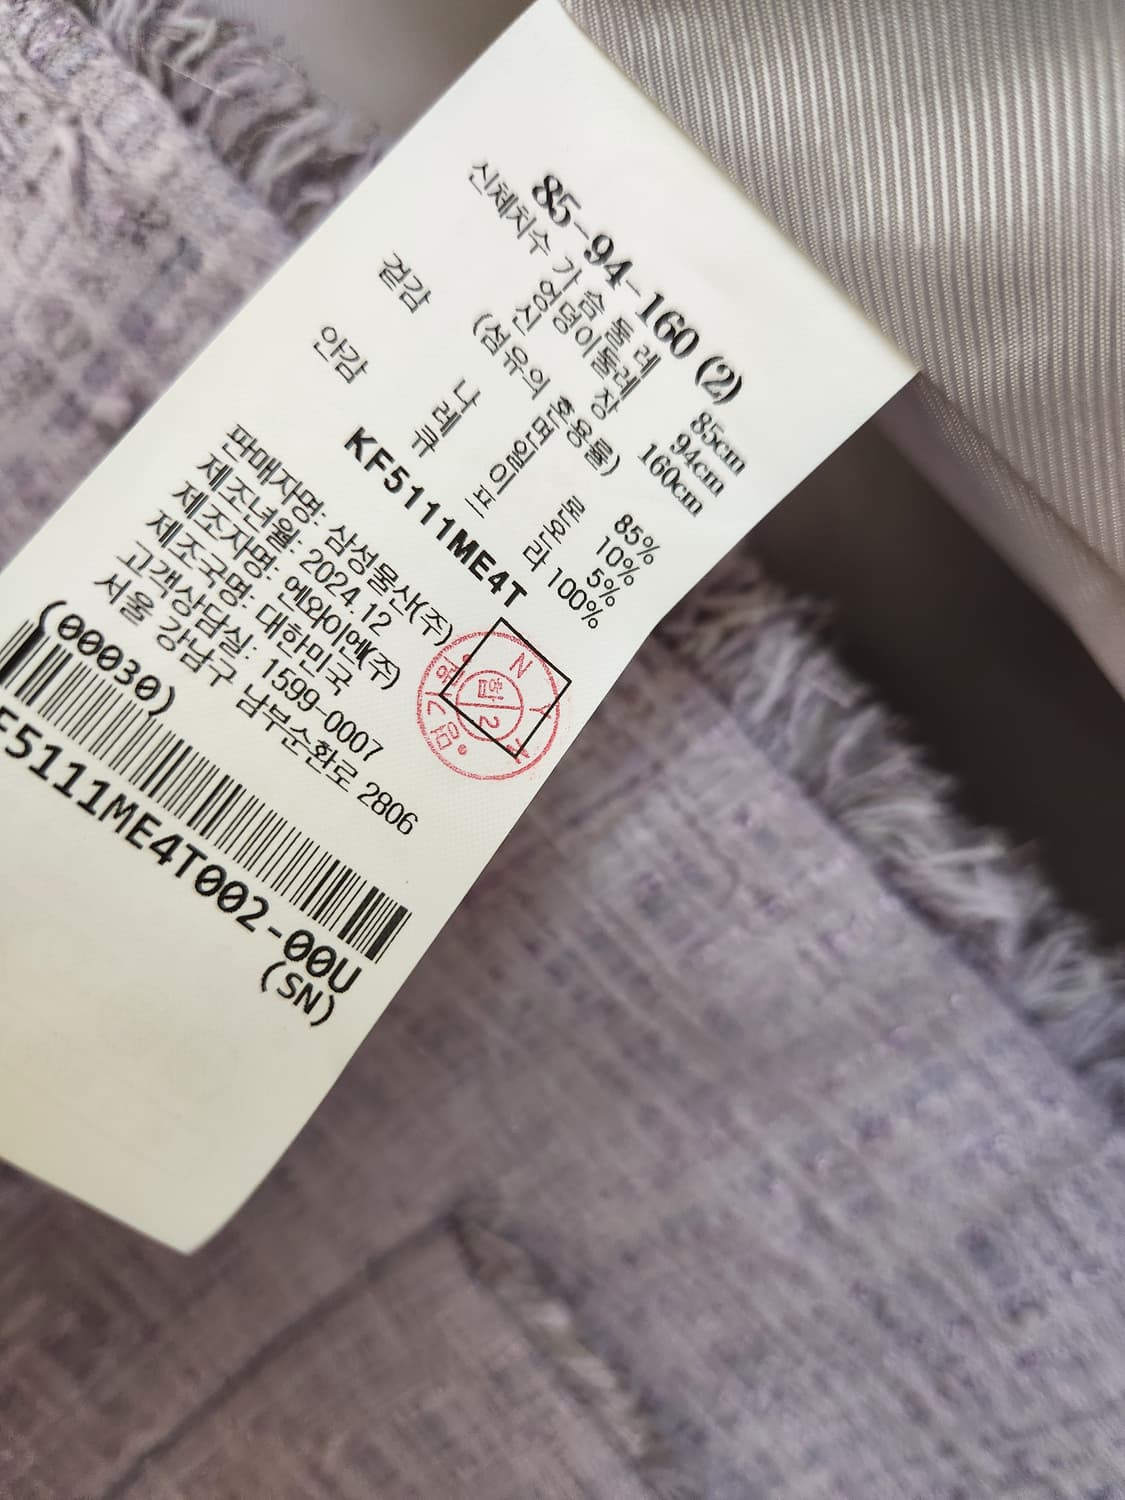 85-94-160 (2)
신체치수 가 슴 둘 레 85cm
엉덩이둘레 94cm
신 장 160cm
(섬유의 혼용률)
겉감 나 일 론 85%
레 이 온 10%
큐 프 라 5%
안감 100%
KF5111ME4T
판매자명: 삼성물산(주)
제조년월: 2024.12
제조자명: 엔와이엠(주)
제조국명: 대한민국
고객상담실: 1599-0007
서울 강남구 남부순환로 2806
(00030)
F5111ME4T002-00U
(SN)
N Y
합
2